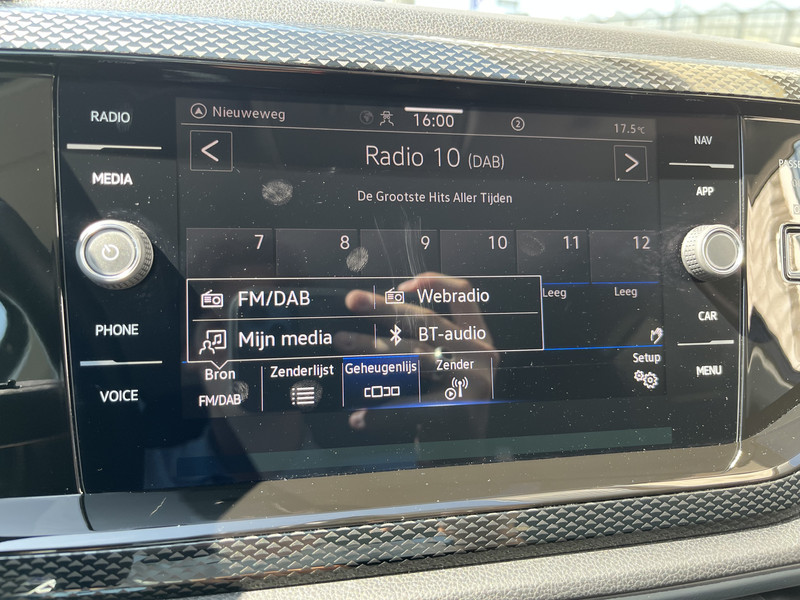 RADIO
MEDIA
PHONE
VOICE
Nieuweweg 16:00 2 17.5°C
Radio 10 (DAB)
De Grootste Hits Aller Tijden
7 8 9 10 11 12
Leeg Leeg
FM/DAB Webradio
Mijn media BT-audio
Bron Zenderlijst Geheugenlijs Zender Setup
FM/DAB
NAV
APP
CAR
MENU